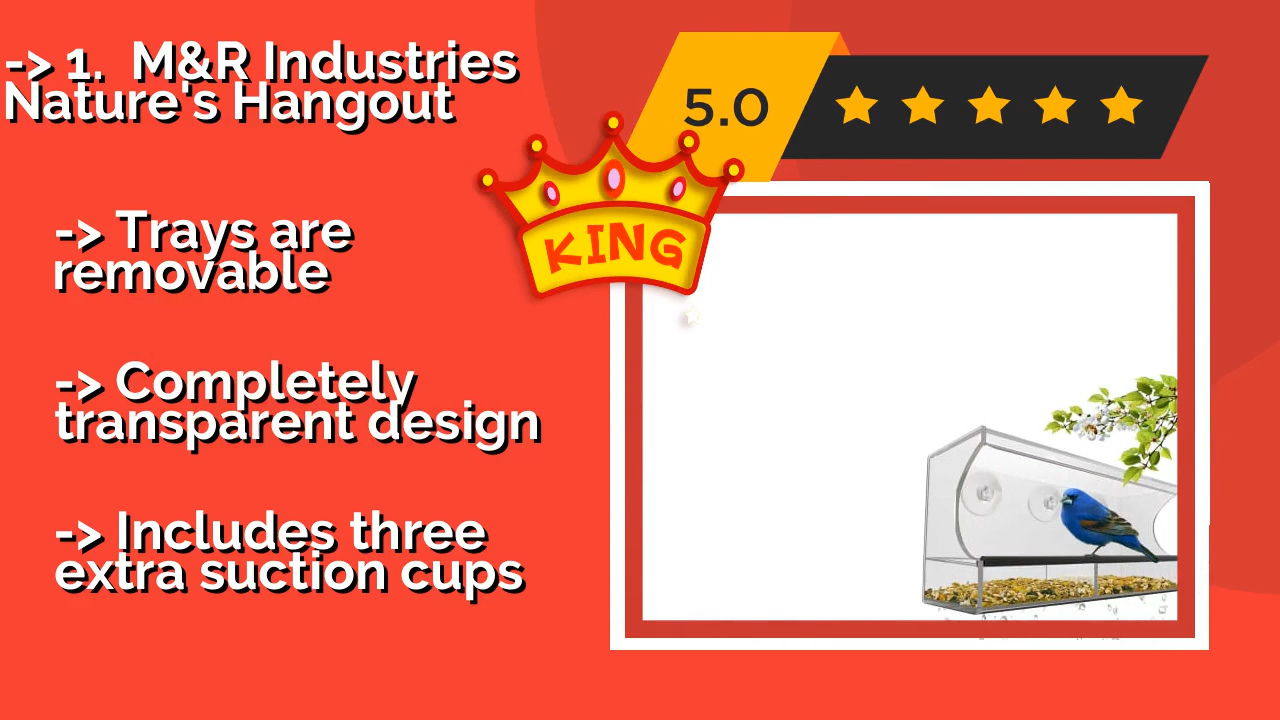 -> 1.  M&R Industries
Nature's Hangout
5.0
KING
-> Trays are
removable
-> Completely
transparent design
-> Includes three
extra suction cups